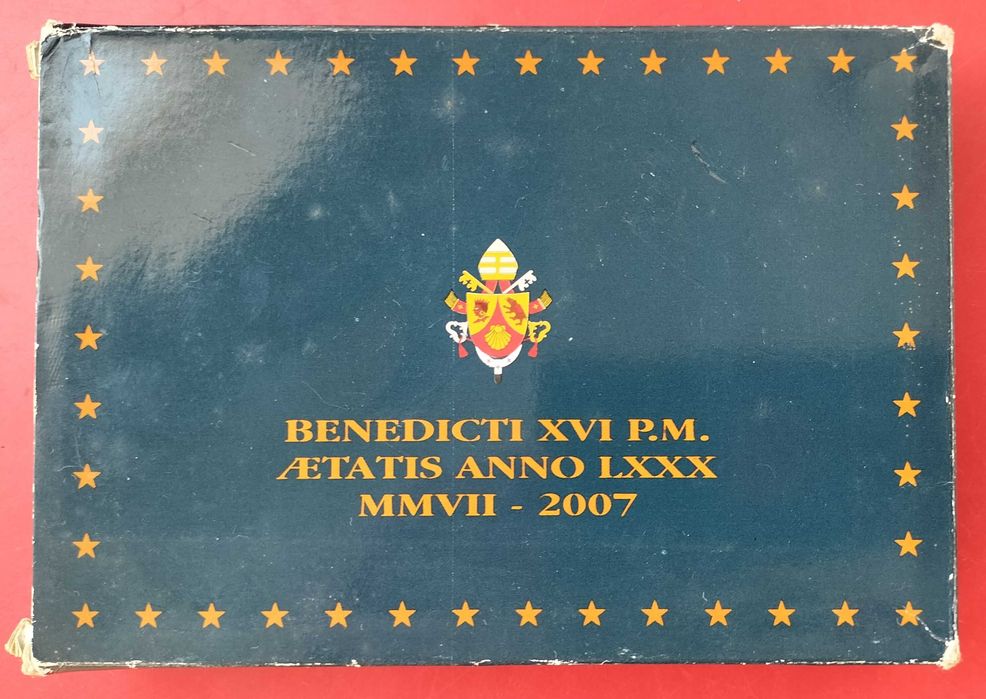 BENEDICTI XVI P.M.
ÆTATIS ANNO LXXX
MMVII - 2007